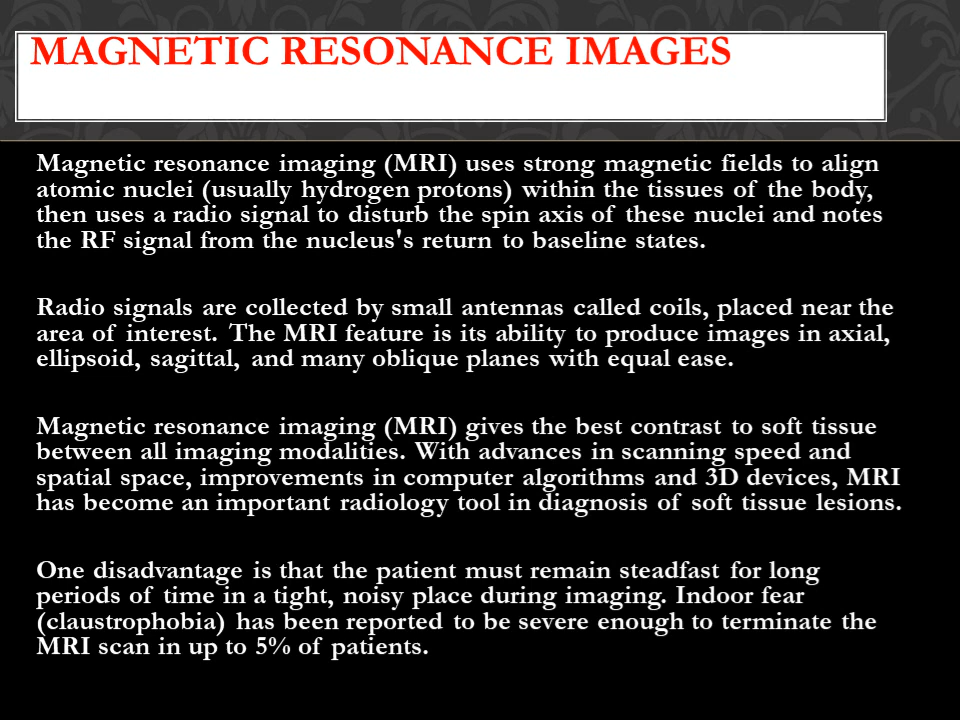 MAGNETIC RESONANCE IMAGES
Magnetic resonance imaging (MRI) uses strong magnetic fields to align
atomic nuclei (usually hydrogen protons) within the tissues of the body,
then uses a radio signal to disturb the spin axis of these nuclei and notes
the RF signal from the nucleus's return to baseline states.
Radio signals are collected by small antennas called coils, placed near the
area of interest. The MRI feature is its ability to produce images in axial,
ellipsoid, sagittal, and many oblique planes with equal ease.
Magnetic resonance imaging (MRI) gives the best contrast to soft tissue
between all imaging modalities. With advances in scanning speed and
spatial space, improvements in computer algorithms and 3D devices, MRI
has become an important radiology tool in diagnosis of soft tissue lesions.
One disadvantage is that the patient must remain steadfast for long
periods of time in a tight, noisy place during imaging. Indoor fear
(claustrophobia) has been reported to be severe enough to terminate the
MRI scan in up to 5% of patients.